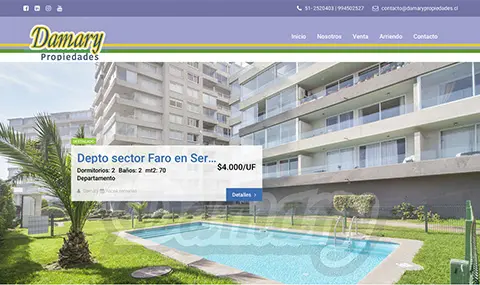 51- 2520403 | 994502527
contacto@damarypropiedades.cl
Damary
Propiedades
Inicio Nosotros Venta Arriendo Contacto
Depto sector Faro en Ser...
$4.000/UF
Dormitorios: 2 Baños: 2 mt2: 70
Departamento
Detalles >
Damary